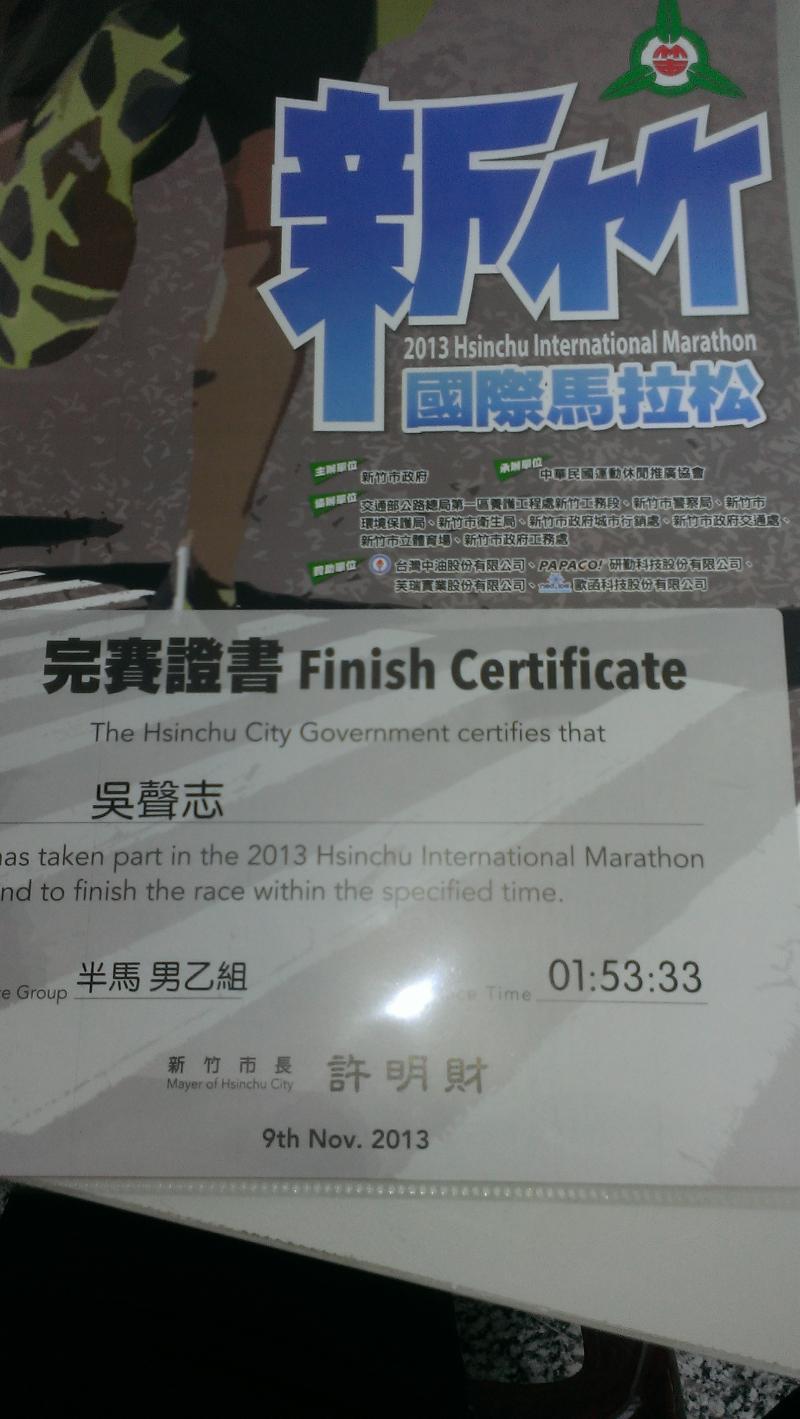 新竹
2013 Hsinchu International Marathon
國際馬拉松
主辦單位 新竹市政府 承辦單位 中華民國運動休閒推廣協會
協辦單位 交通部公路總局第一區養護工程處新竹工務段、新竹市警察局、新竹市
環境保護局、新竹市衛生局、新竹市政府城市行銷處、新竹市政府交通處、
新竹市立體育場、新竹市政府工務處
贊助單位 台灣中油股份有限公司、PAPAGO! 研勤科技股份有限公司、
芙瑞實業股份有限公司、歐函科技股份有限公司
完賽證書 Finish Certificate
The Hsinchu City Government certifies that
吳聲志
has taken part in the 2013 Hsinchu International Marathon
nd to finish the race within the specified time.
e Group 半馬 男乙組 Time 01:53:33
新竹市長 許明財
Mayer of Hsinchu City
9th Nov. 2013